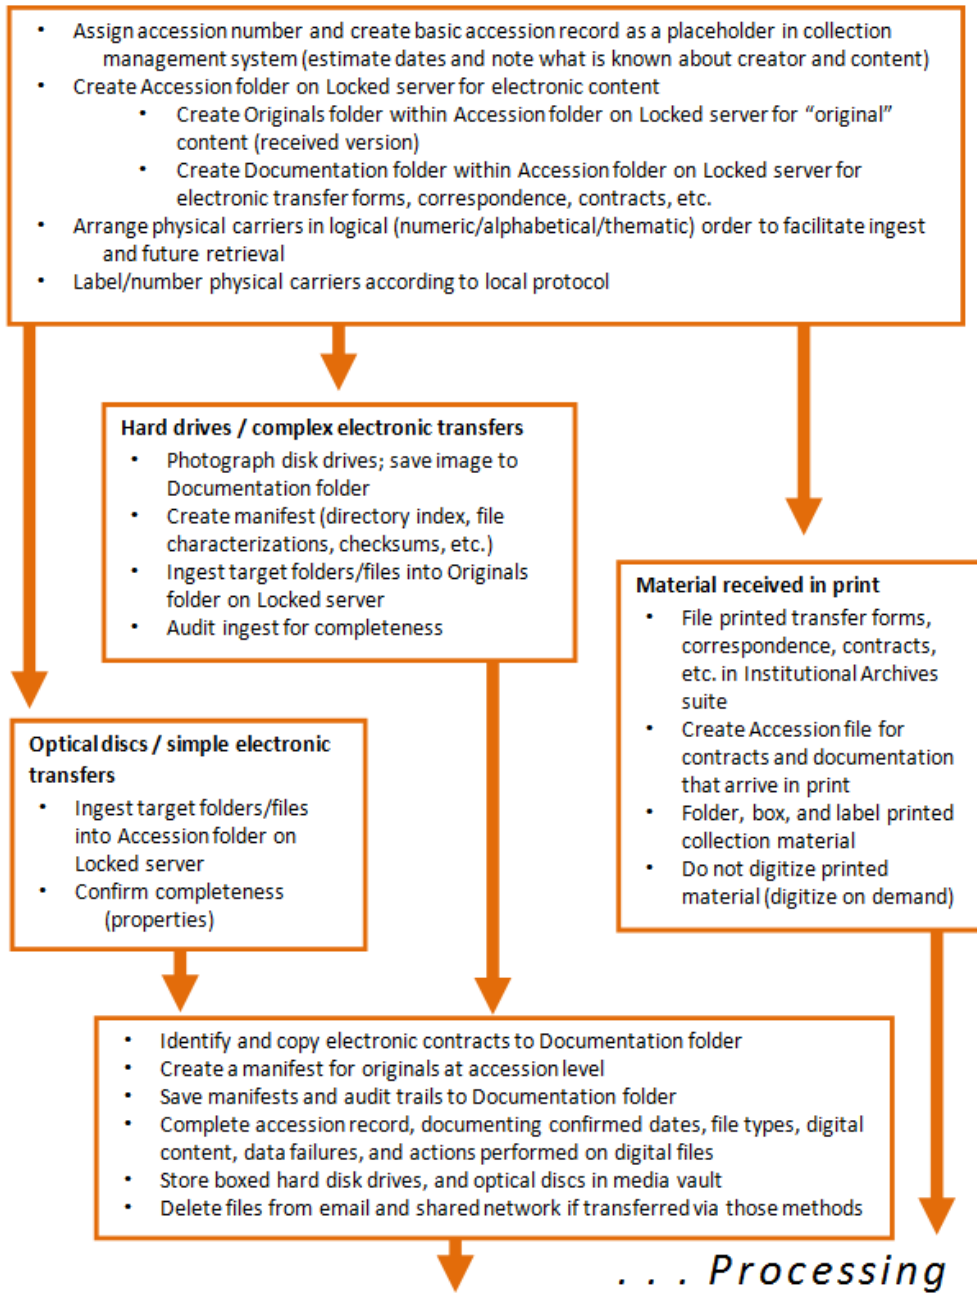 • Assign accession number and create basic accession record as a placeholder in collection
management system (estimate dates and note what is known about creator and content)
• Create Accession folder on Locked server for electronic content
• Create Originals folder within Accession folder on Locked server for “original”
content (received version)
• Create Documentation folder within Accession folder on Locked server for
electronic transfer forms, correspondence, contracts, etc.
• Arrange physical carriers in logical (numeric/alphabetical/thematic) order to facilitate ingest
and future retrieval
• Label/number physical carriers according to local protocol
Hard drives / complex electronic transfers
• Photograph disk drives; save image to
Documentation folder
• Create manifest (directory index, file
characterizations, checksums, etc.)
• Ingest target folders/files into Originals
folder on Locked server
• Audit ingest for completeness
Material received in print
• File printed transfer forms,
correspondence, contracts,
etc. in Institutional Archives
suite
• Create Accession file for
contracts and documentation
that arrive in print
• Folder, box, and label printed
collection material
• Do not digitize printed
material (digitize on demand)
Optical discs / simple electronic
transfers
• Ingest target folders/files
into Accession folder on
Locked server
• Confirm completeness
(properties)
• Identify and copy electronic contracts to Documentation folder
• Create a manifest for originals at accession level
• Save manifests and audit trails to Documentation folder
• Complete accession record, documenting confirmed dates, file types, digital
content, data failures, and actions performed on digital files
• Store boxed hard disk drives, and optical discs in media vault
• Delete files from email and shared network if transferred via those methods
. . . Processing